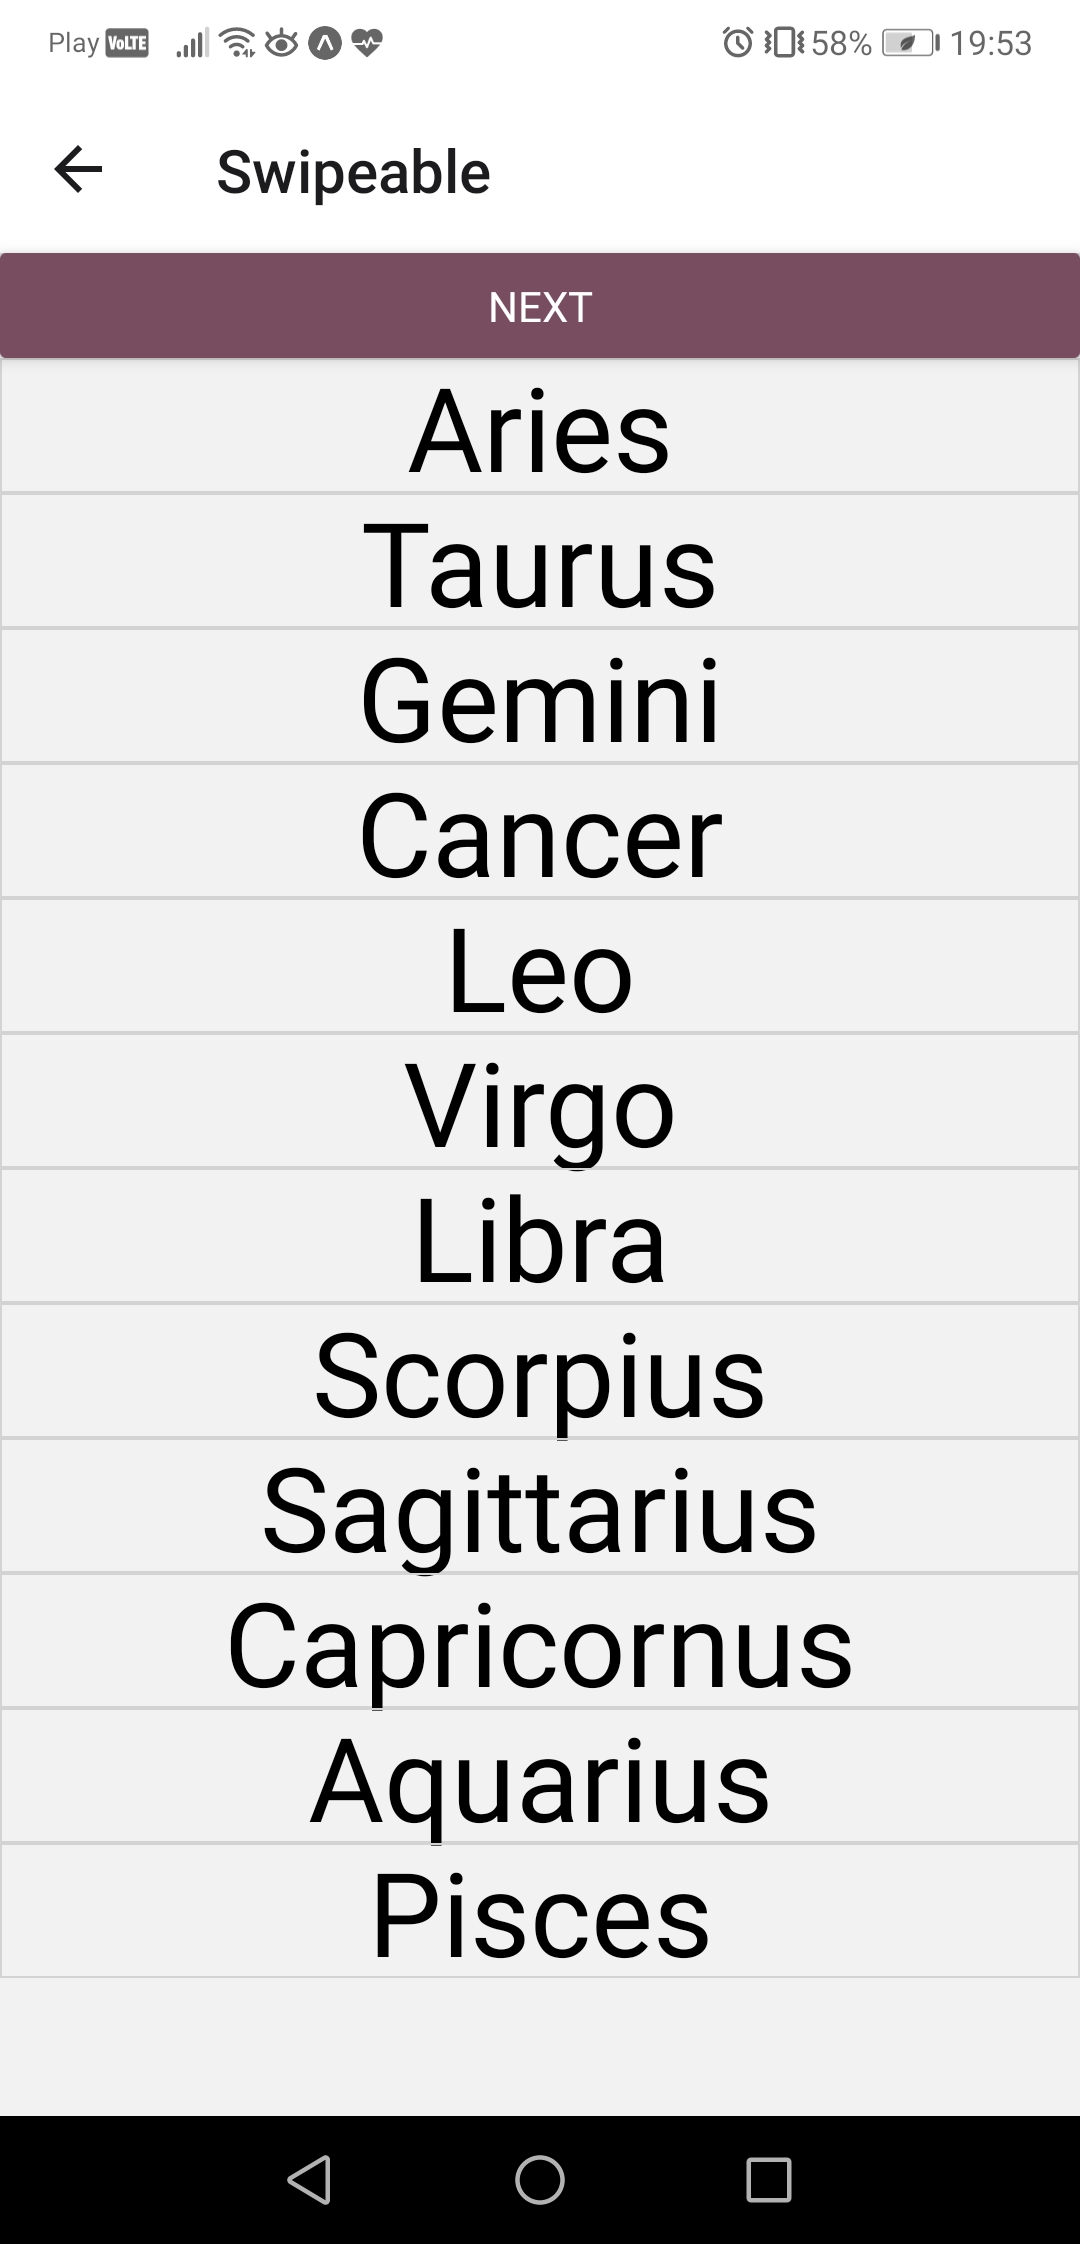 Play VoLTE 58% 19:53
Swipeable
NEXT
Aries
Taurus
Gemini
Cancer
Leo
Virgo
Libra
Scorpius
Sagittarius
Capricornus
Aquarius
Pisces